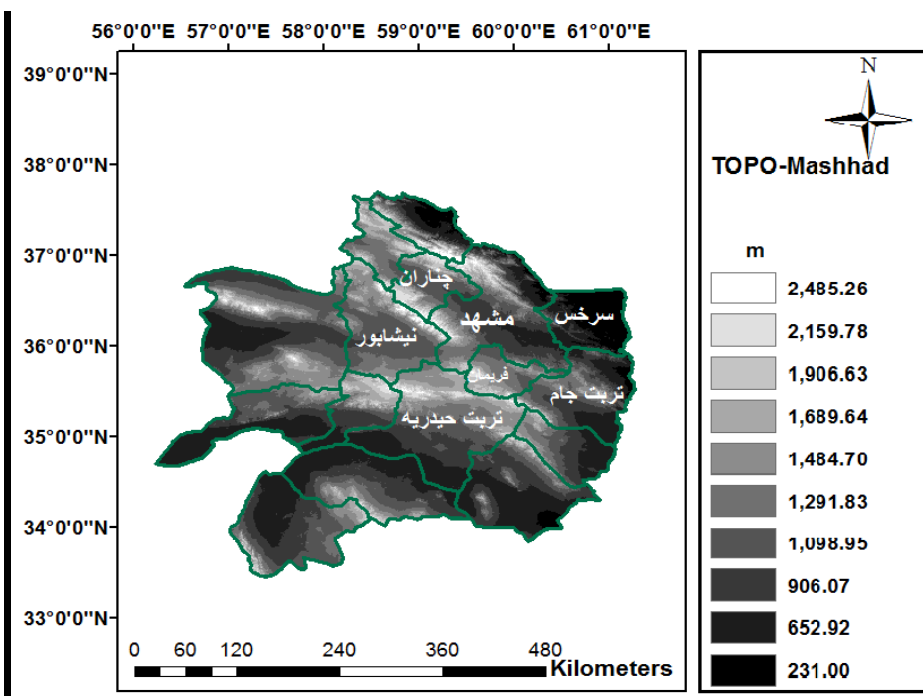 56°0'0"E 57°0'0"E 58°0'0"E 59°0'0"E 60°0'0"E 61°0'0"E
39°0'0"N
38°0'0"N
37°0'0"N
36°0'0"N
35°0'0"N
34°0'0"N
33°0'0"N
چناران
مشهد
سرخس
نیشابور
فریمان
تربت جام
تربت حیدریه
0 60 120 240 360 480
Kilometers
N
TOPO-Mashhad
m
2,485.26
2,159.78
1,906.63
1,689.64
1,484.70
1,291.83
1,098.95
906.07
652.92
231.00